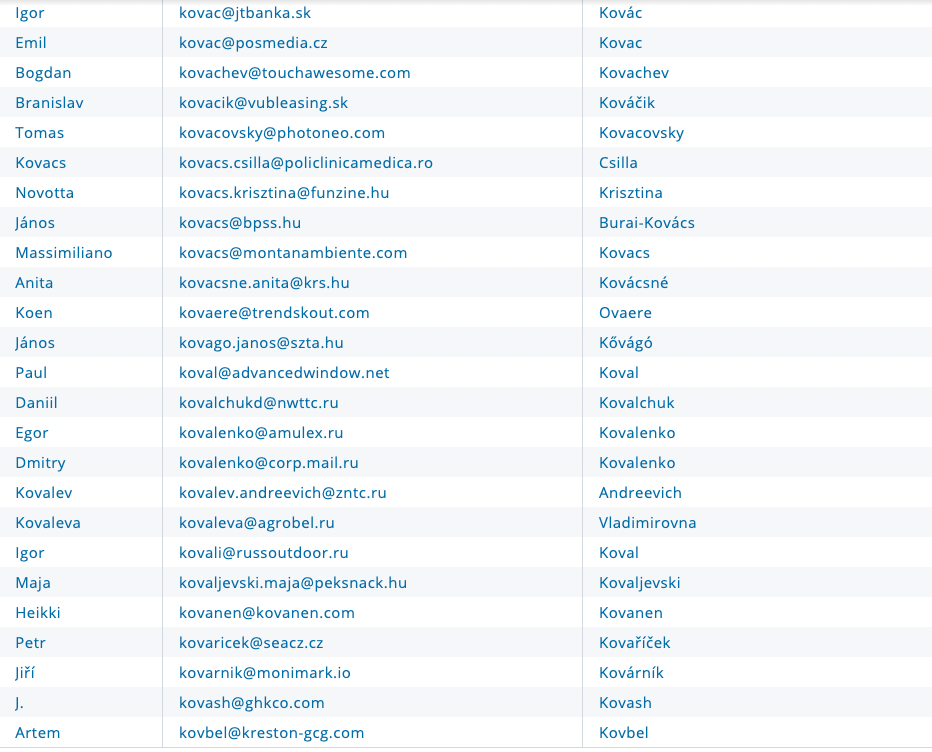 Igor kovac@jtbanka.sk Kovác
Emil kovac@posmedia.cz Kovac
Bogdan kovachev@touchawesome.com Kovachev
Branislav kovacik@vubleasing.sk Kováčik
Tomas kovacovsky@photoneo.com Kovacovsky
Kovacs kovacs.csilla@policlinicamedica.ro Csilla
Novotta kovacs.krisztina@funzine.hu Krisztina
János kovacs@bpss.hu Burai-Kovács
Massimiliano kovacs@montanambiente.com Kovacs
Anita kovacsne.anita@krs.hu Kovácsné
Koen kovaere@trendskout.com Ovaere
János kovago.janos@szta.hu Kővágó
Paul koval@advancedwindow.net Koval
Daniil kovalchukd@nwttc.ru Kovalchuk
Egor kovalenko@amulex.ru Kovalenko
Dmitry kovalenko@corp.mail.ru Kovalenko
Kovalev kovalev.andreevich@zntc.ru Andreevich
Kovaleva kovaleva@agrobel.ru Vladimirovna
Igor kovali@russoutdoor.ru Koval
Maja kovaljevski.maja@peksnack.hu Kovaljevski
Heikki kovanen@kovanen.com Kovanen
Petr kovaricek@seacz.cz Kovaříček
Jiří kovarnik@monimark.io Kovárník
J. kovash@ghkco.com Kovash
Artem kovbel@kreston-gcg.com Kovbel